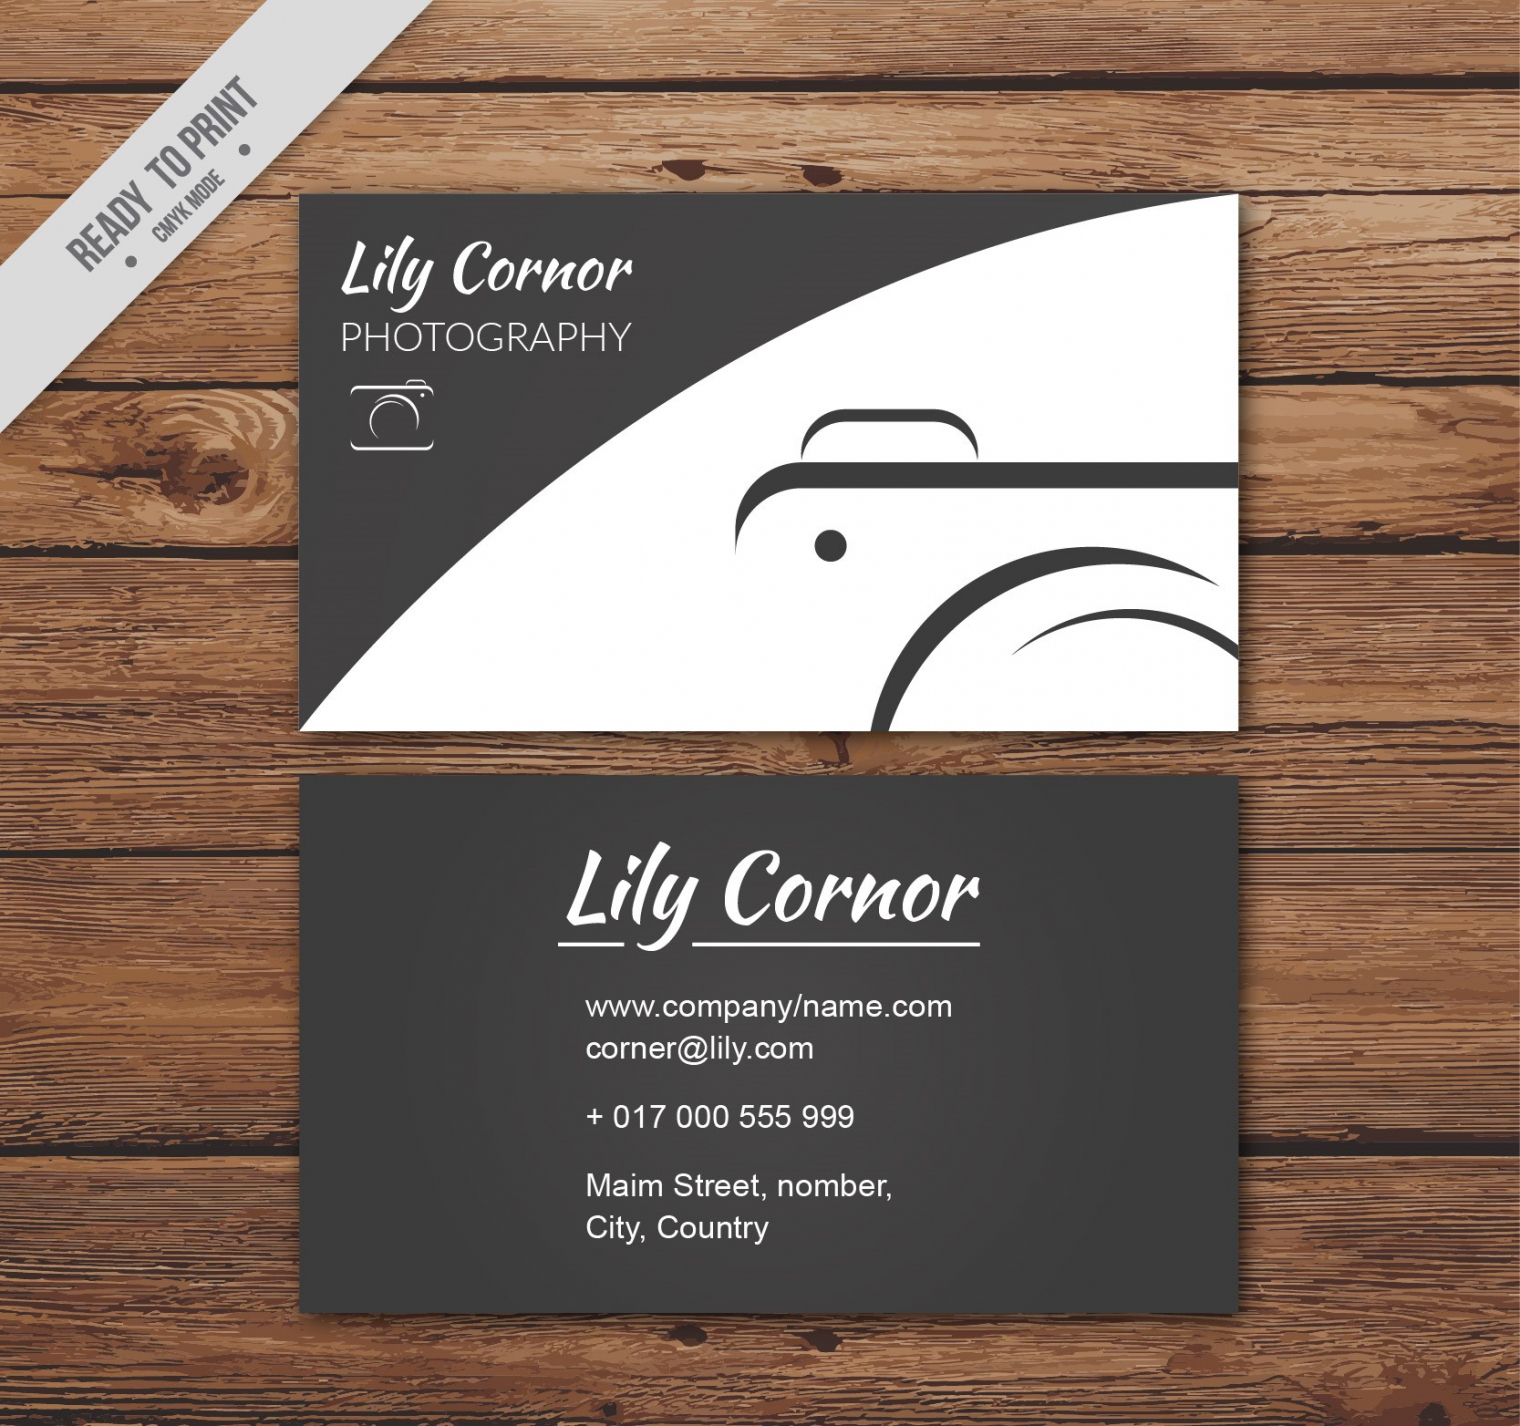 READY TO PRINT
CMYK MODE
Lily Cornor
PHOTOGRAPHY
Lily Cornor
www.company/name.com
corner@lily.com
+ 017 000 555 999
Maim Street, nomber,
City, Country